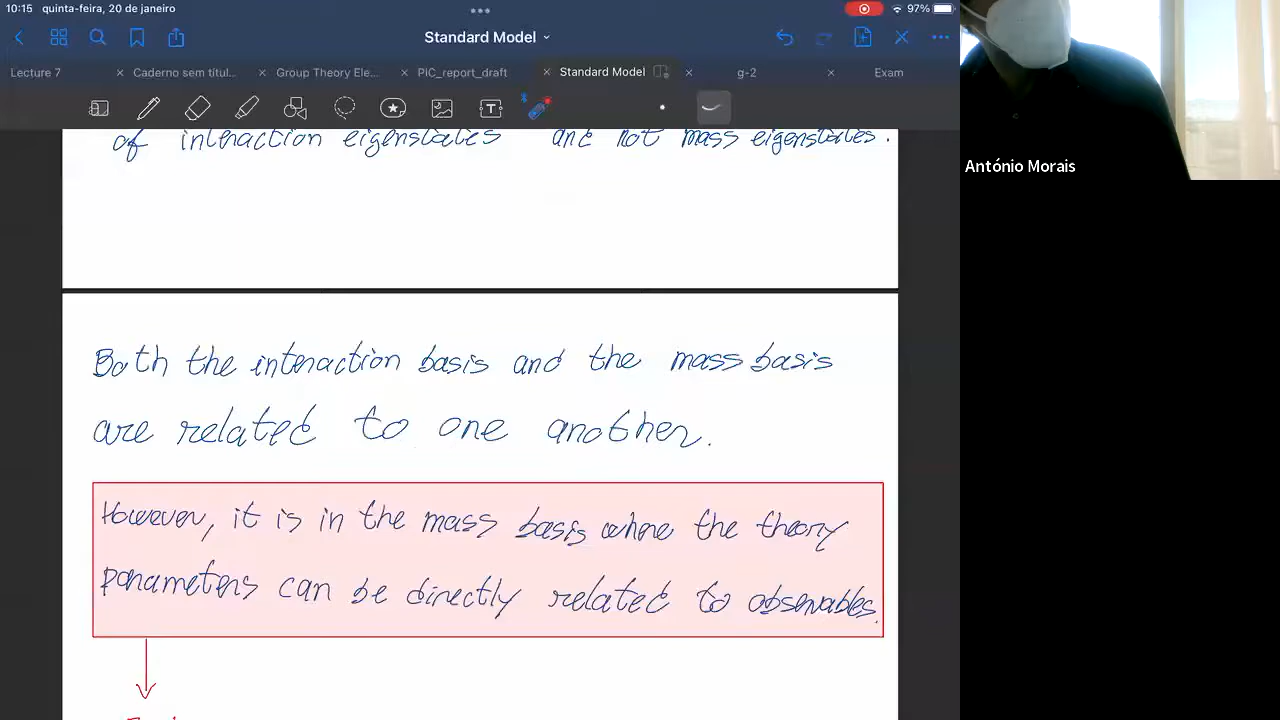 10:15 quinta-feira, 20 de janeiro
97%
Standard Model
Lecture 7
Caderno sem títul...
Group Theory Ele...
PIC_report_draft
Standard Model
g-2
Exam
of interaction eigenstates and not mass eigenstates.
Both the interaction basis and the mass basis
are related to one another.
However, it is in the mass basis where the theory
parameters can be directly related to observables.
António Morais